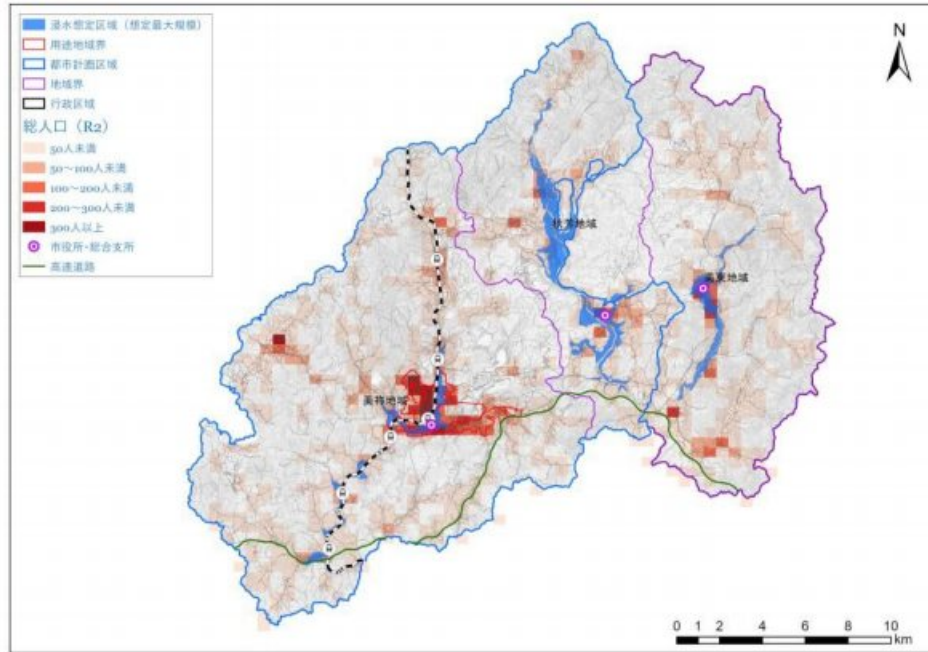 浸水想定区域（想定最大規模）
用途地域界
都市計画区域
地域界
行政区域
総人口（R2）
50人未満
50～100人未満
100～200人未満
200～300人未満
300人以上
市役所・総合支所
高速道路
N
秋芳地域
美東地域
美祢地域
0 1 2 4 6 8 10
km